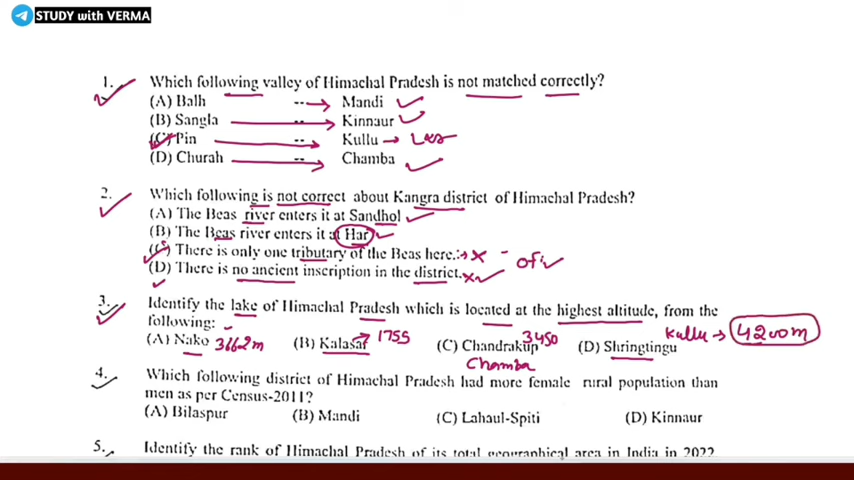 STUDY with VERMA
1. Which following valley of Himachal Pradesh is not matched correctly?
(A) Balh -- Mandi
(B) Sangla -- Kinnaur
(C) Pin -- Kullu
(D) Churah -- Chamba
2. Which following is not correct about Kangra district of Himachal Pradesh?
(A) The Beas river enters it at Sandhol
(B) The Beas river enters it at Har
(C) There is only one tributary of the Beas here. x
(D) There is no ancient inscription in the district. x
3. Identify the lake of Himachal Pradesh which is located at the highest altitude, from the
following: Kullu → 4200m
(A) Nako 3662m (B) Kalasar 1755 (C) Chandrakup 3450 (D) Shringtingu
Chamba
4. Which following district of Himachal Pradesh had more female rural population than
men as per Census-2011?
(A) Bilaspur (B) Mandi (C) Lahaul-Spiti (D) Kinnaur
5. Identify the rank of Himachal Pradesh of its total geographical area in India in 2022